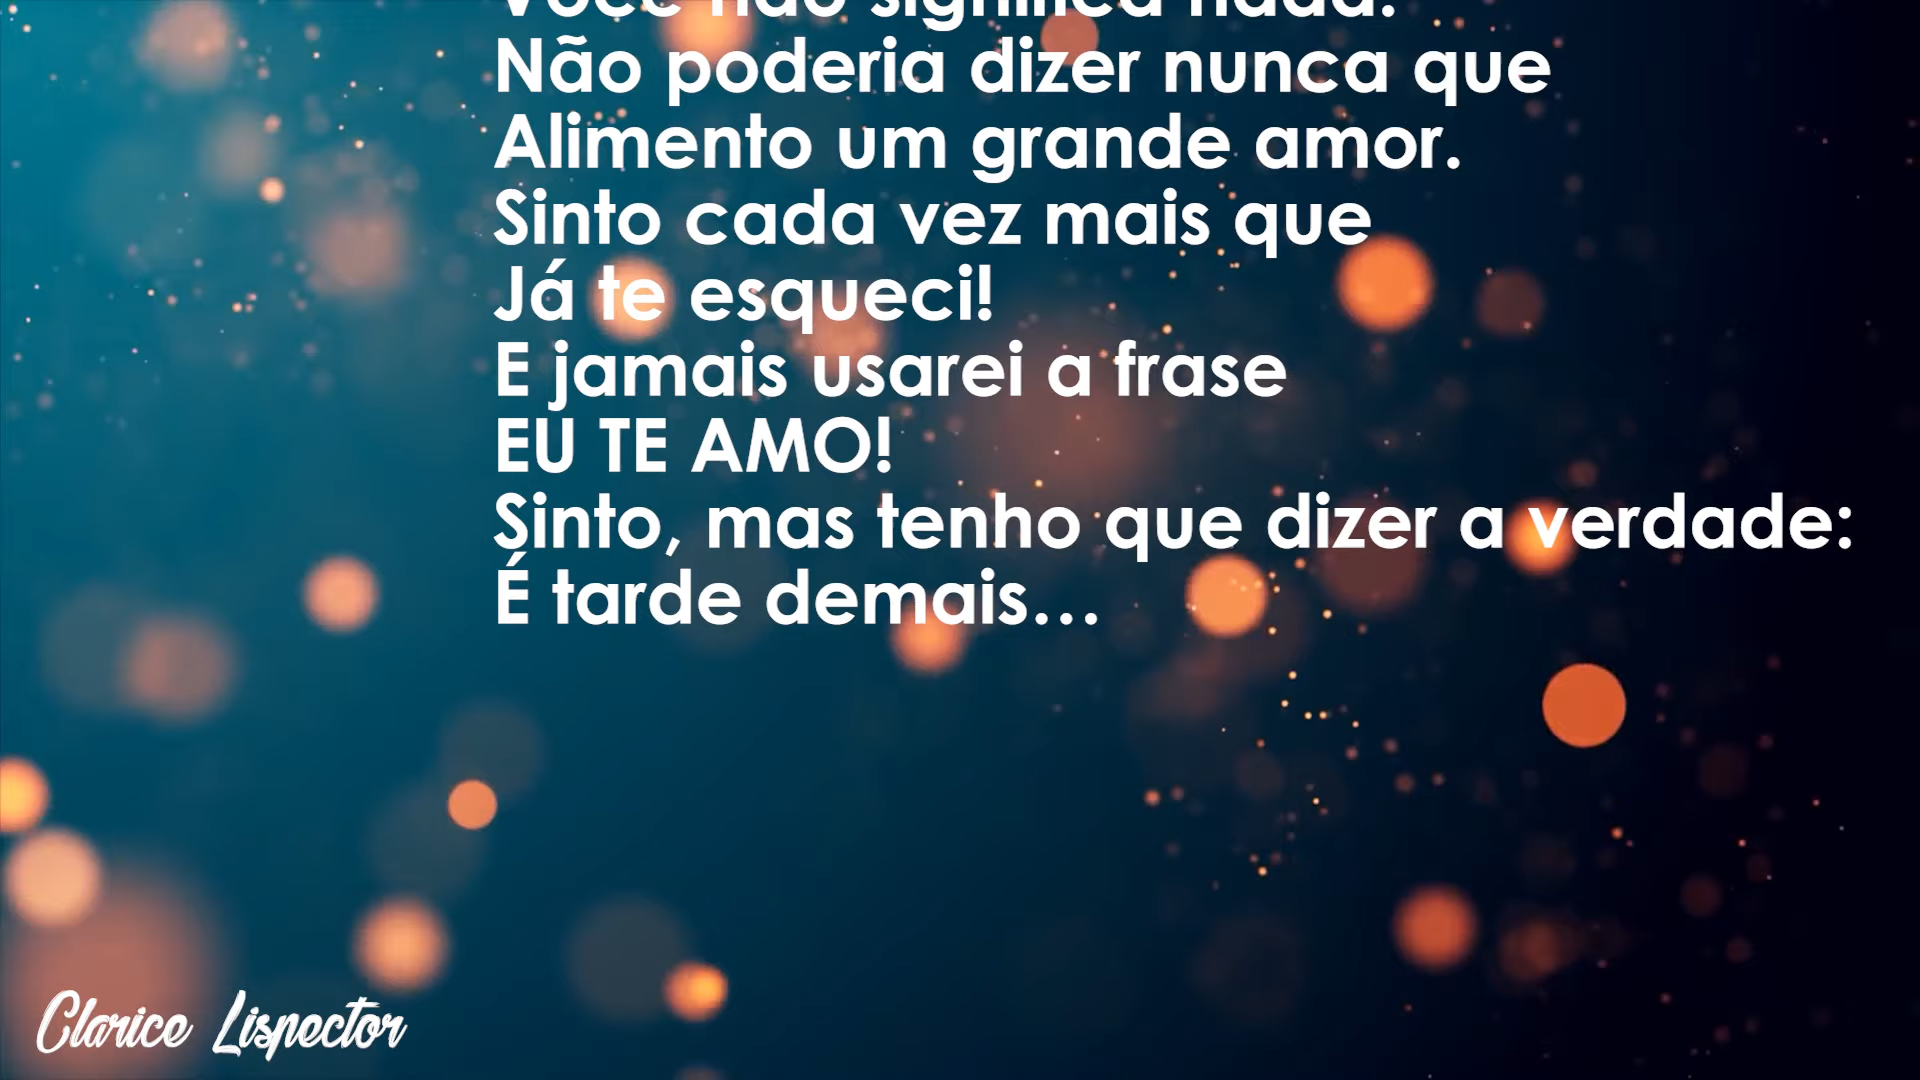 Você não significa nada.
Não poderia dizer nunca que
Alimento um grande amor.
Sinto cada vez mais que
Já te esqueci!
E jamais usarei a frase
EU TE AMO!
Sinto, mas tenho que dizer a verdade:
É tarde demais...
Clarice Lispector